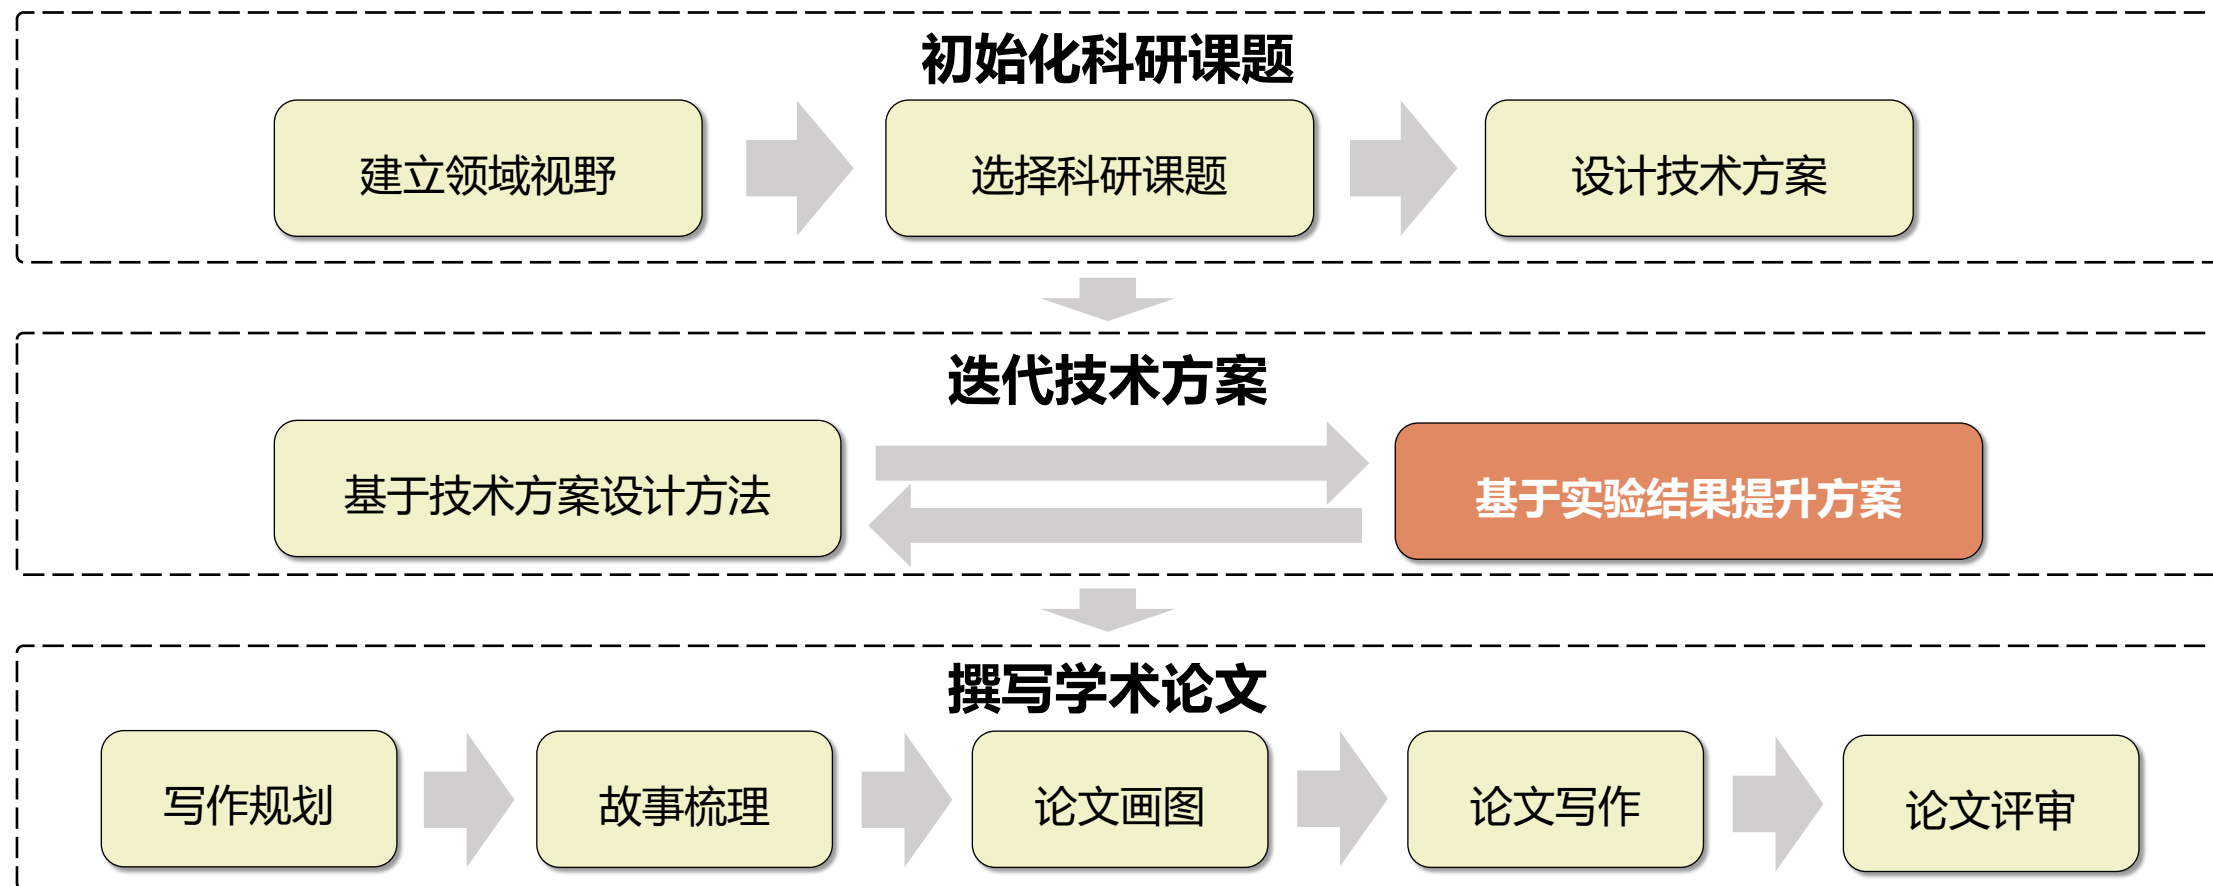 初始化科研课题
建立领域视野
选择科研课题
设计技术方案
迭代技术方案
基于技术方案设计方法
基于实验结果提升方案
撰写学术论文
写作规划
故事梳理
论文画图
论文写作
论文评审